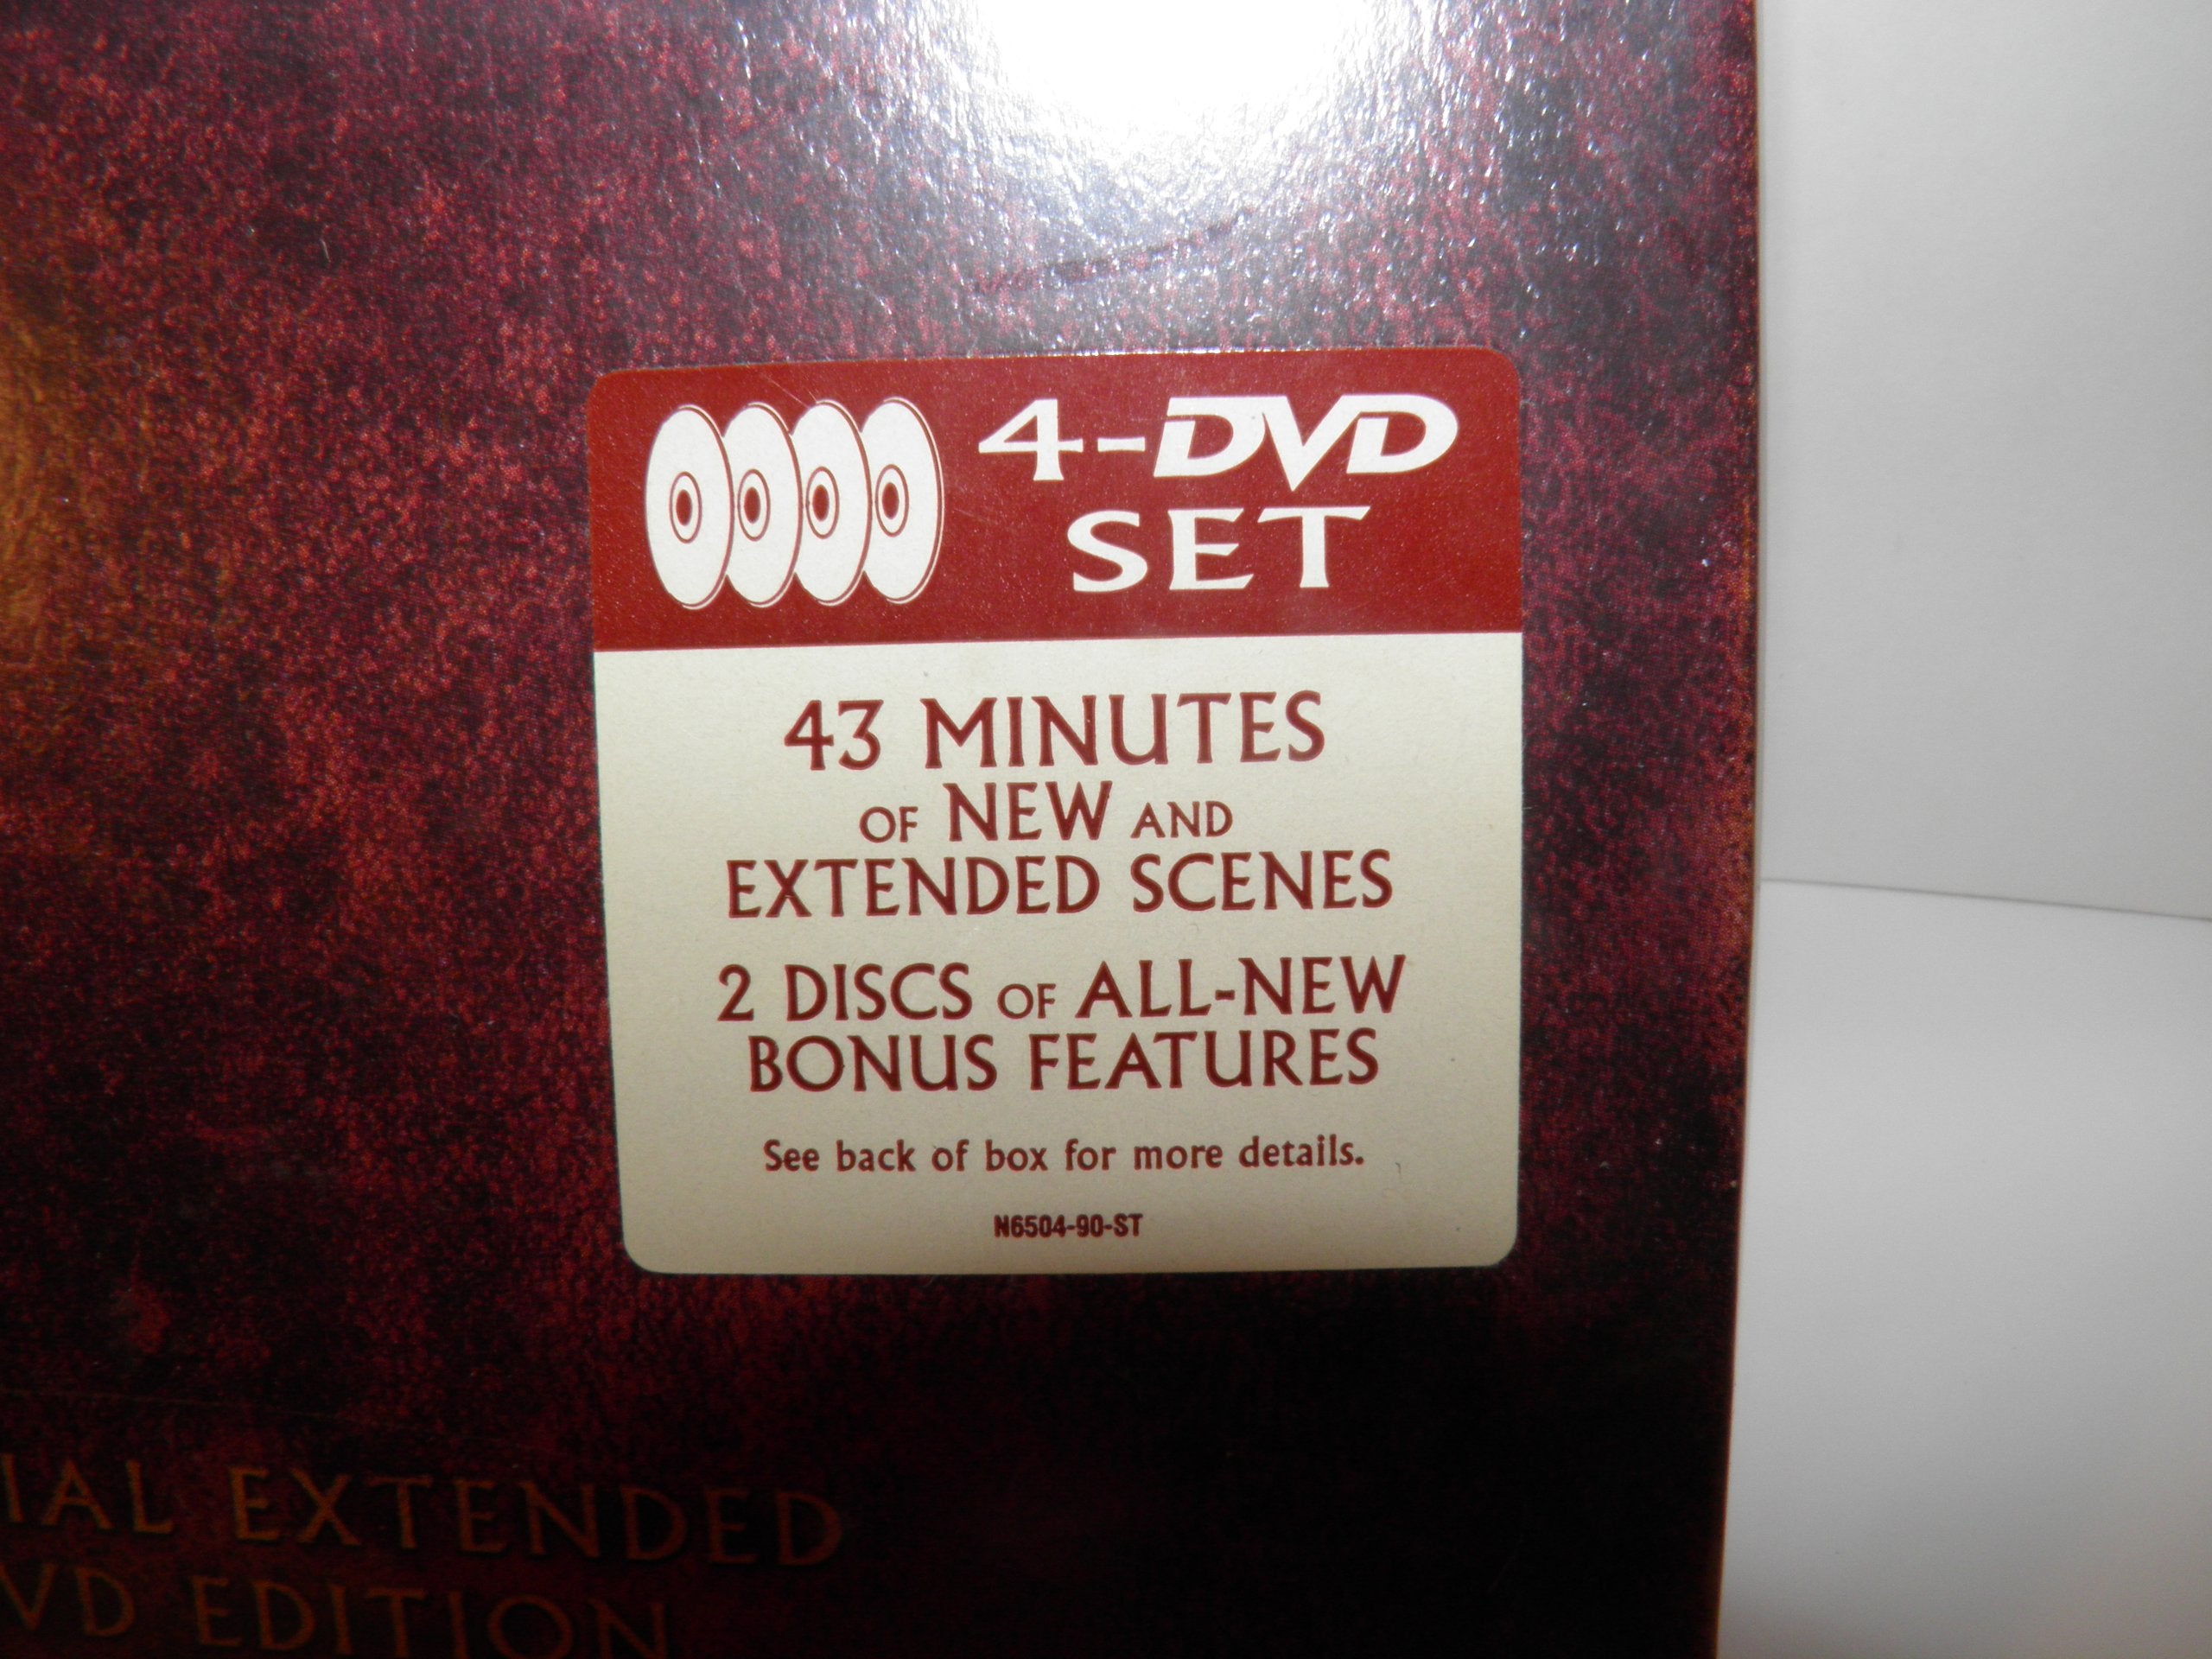 4-DVD
SET
43 MINUTES
OF NEW AND
EXTENDED SCENES
2 DISCS OF ALL-NEW
BONUS FEATURES
See back of box for more details.
N6504-90-ST
IAL EXTENDED
VD EDITION